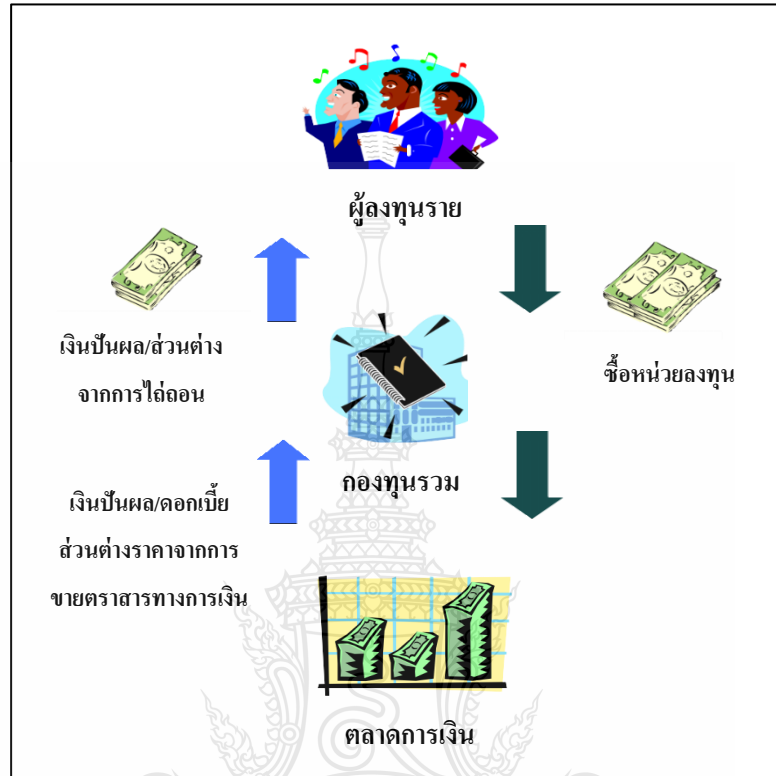 ผู้ลงทุนราย
เงินปันผล/ส่วนต่าง
จากการไถ่ถอน
ซื้อหน่วยลงทุน
กองทุนรวม
เงินปันผล/ดอกเบี้ย
ส่วนต่างราคาจากการ
ขายตราสารทางการเงิน
ตลาดการเงิน